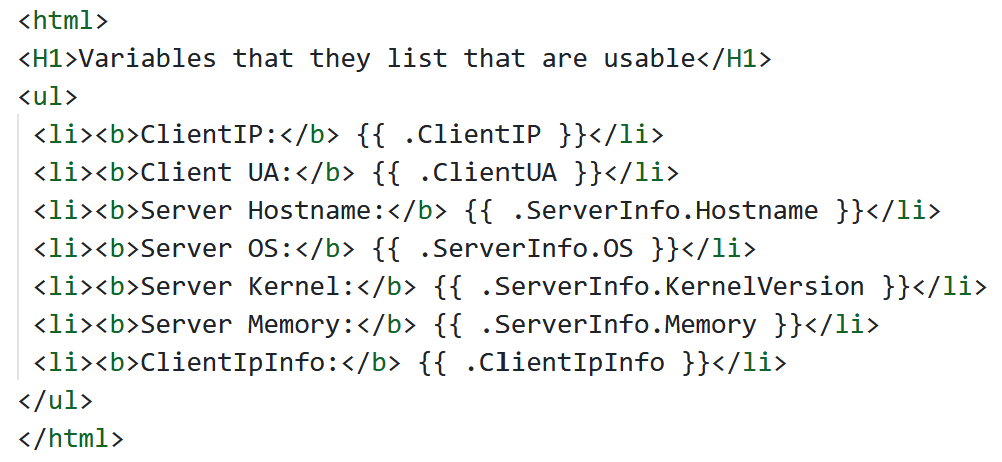 <html>
<H1>Variables that they list that are usable</H1>
<ul>
<li><b>ClientIP:</b> {{ .ClientIP }}</li>
<li><b>Client UA:</b> {{ .ClientUA }}</li>
<li><b>Server Hostname:</b> {{ .ServerInfo.Hostname }}</li>
<li><b>Server OS:</b> {{ .ServerInfo.OS }}</li>
<li><b>Server Kernel:</b> {{ .ServerInfo.KernelVersion }}</li>
<li><b>Server Memory:</b> {{ .ServerInfo.Memory }}</li>
<li><b>ClientIpInfo:</b> {{ .ClientIpInfo }}</li>
</ul>
</html>